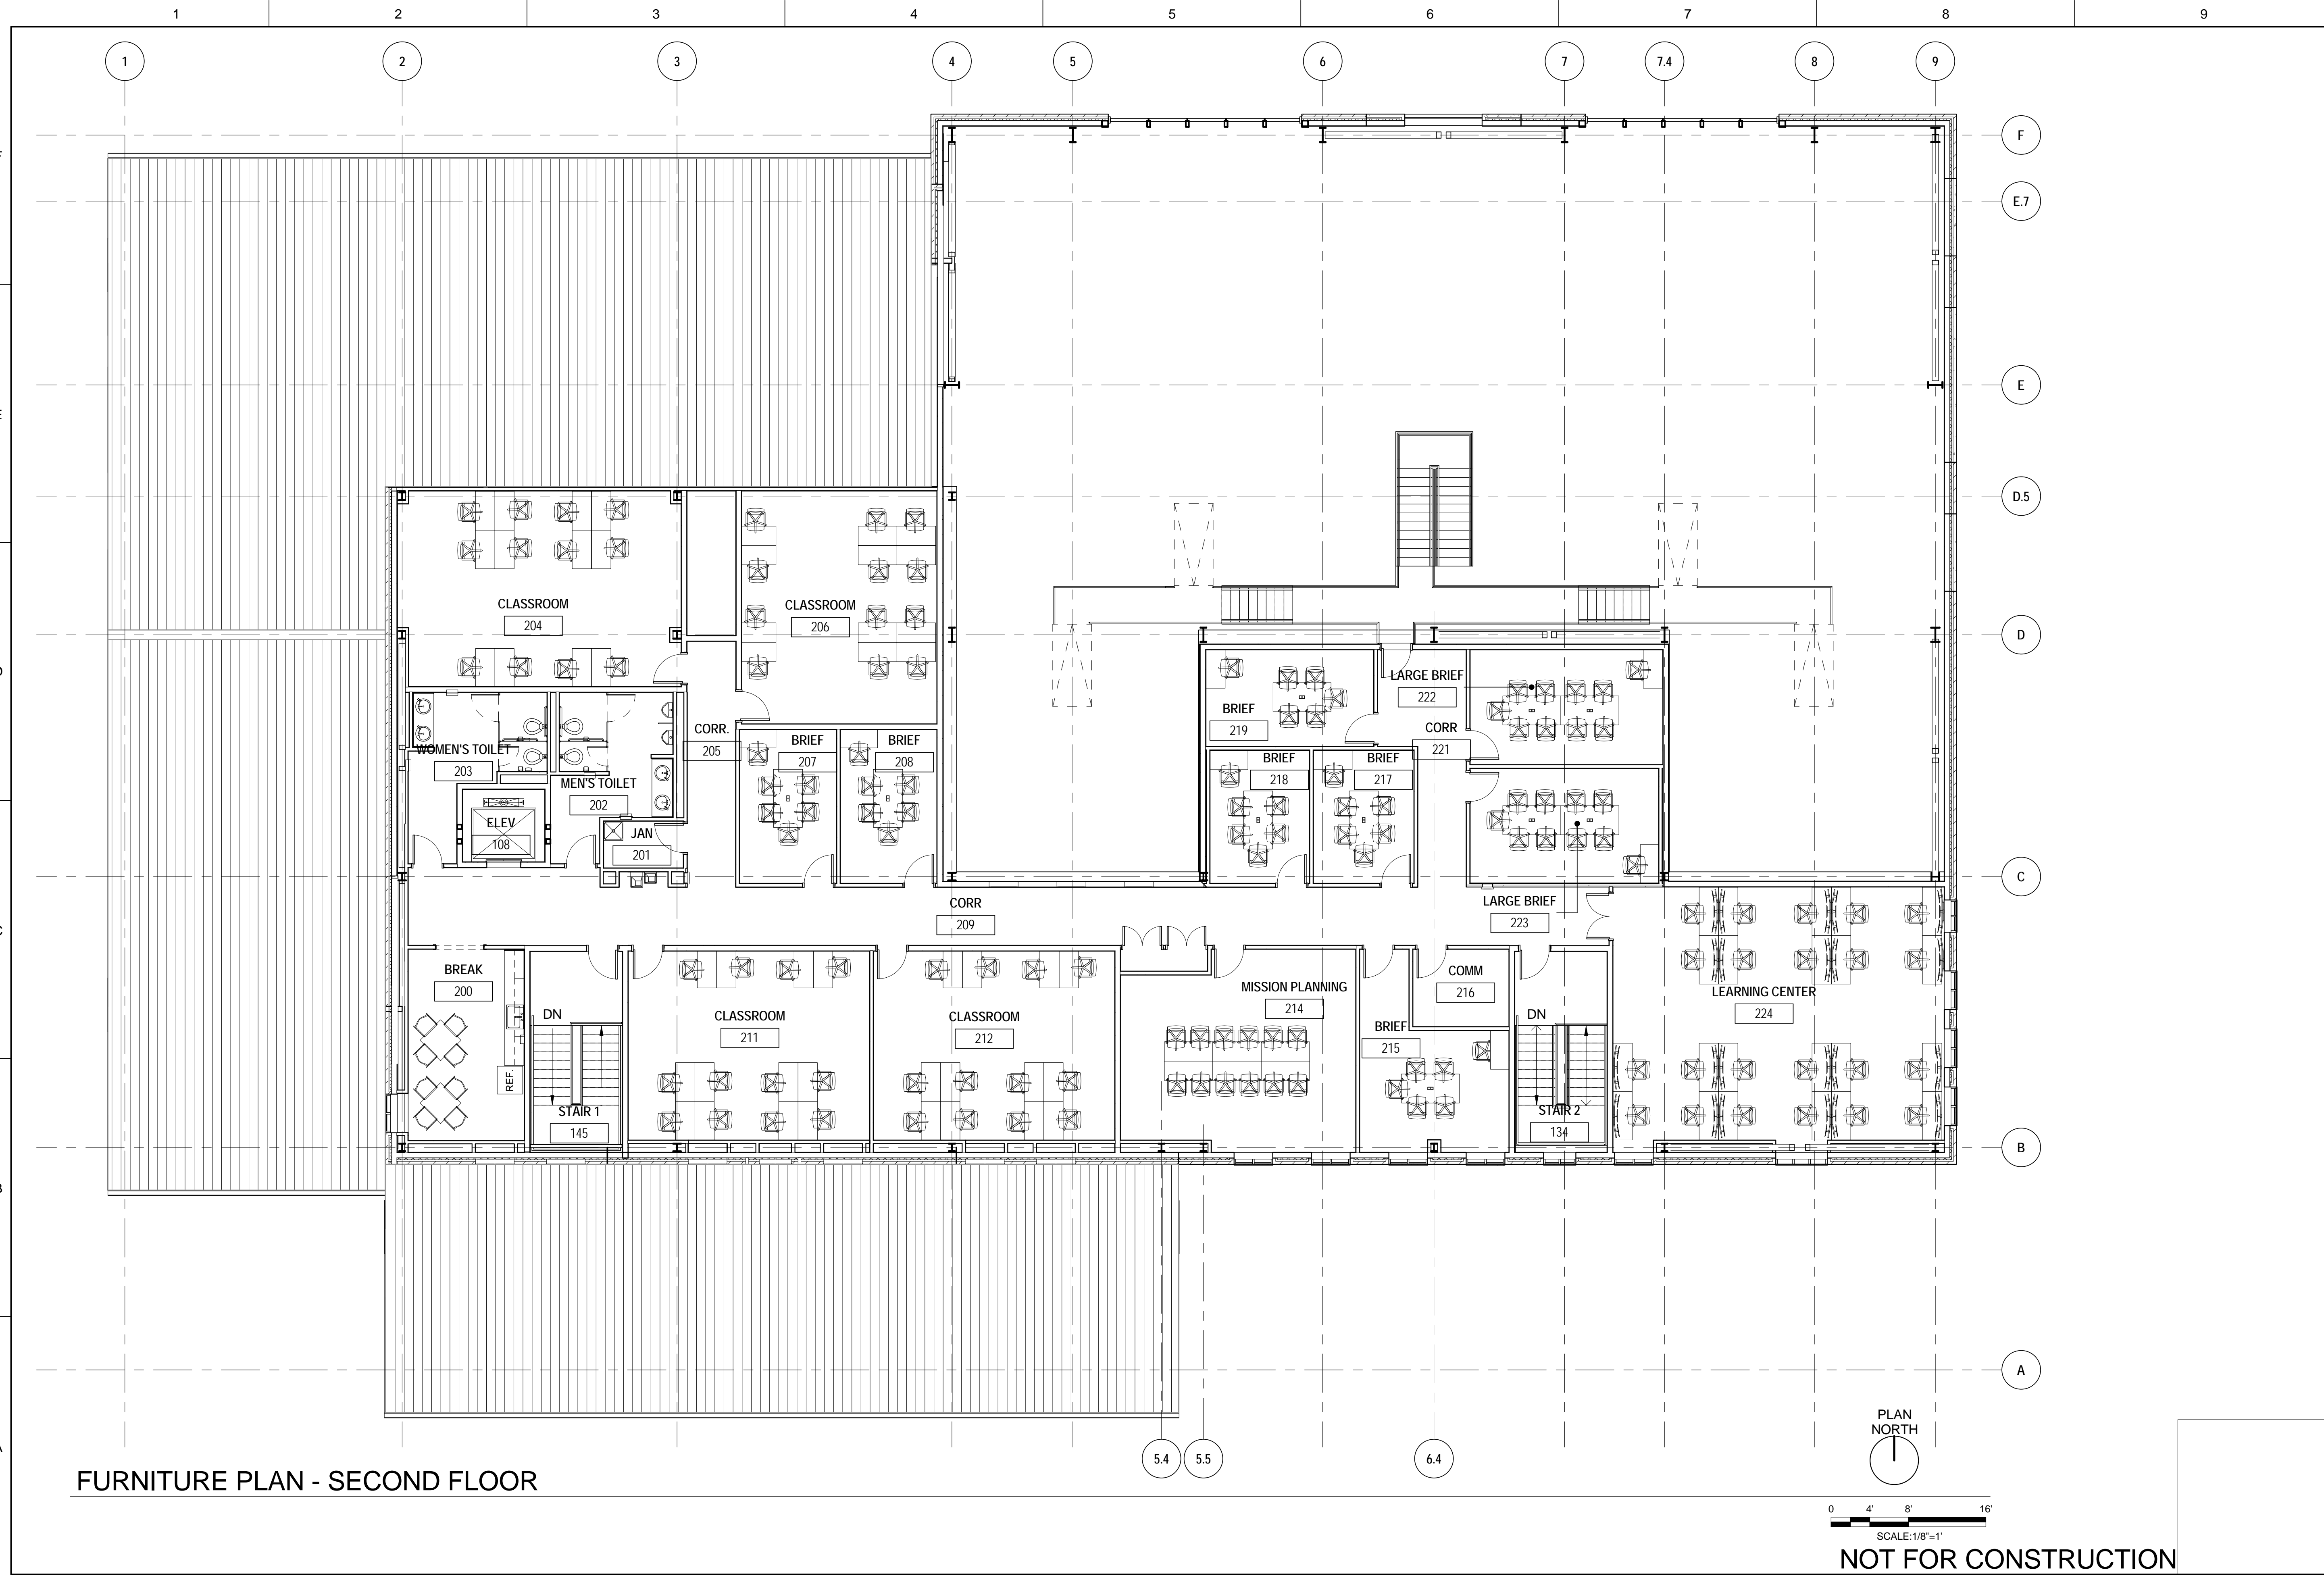 1 2 3 4 5 6 7 8 9
1 2 3 4 5 6 7 7.4 8 9
F
E.7
E
D.5
D
C
B
A
F
E
D
C
B
A
CLASSROOM
204
CLASSROOM
206
LARGE BRIEF
222
BRIEF
219
CORR
221
CORR.
205
WOMEN'S TOILET
203
BRIEF
207
BRIEF
208
BRIEF
218
BRIEF
217
MEN'S TOILET
202
ELEV
108
JAN
201
CORR
209
LARGE BRIEF
223
BREAK
200
REF.
DN
STAIR 1
145
CLASSROOM
211
CLASSROOM
212
MISSION PLANNING
214
COMM
216
BRIEF
215
DN
STAIR 2
134
LEARNING CENTER
224
5.4 5.5 6.4
PLAN
NORTH
FURNITURE PLAN - SECOND FLOOR
0 4' 8' 16'
SCALE:1/8"=1'
NOT FOR CONSTRUCTION